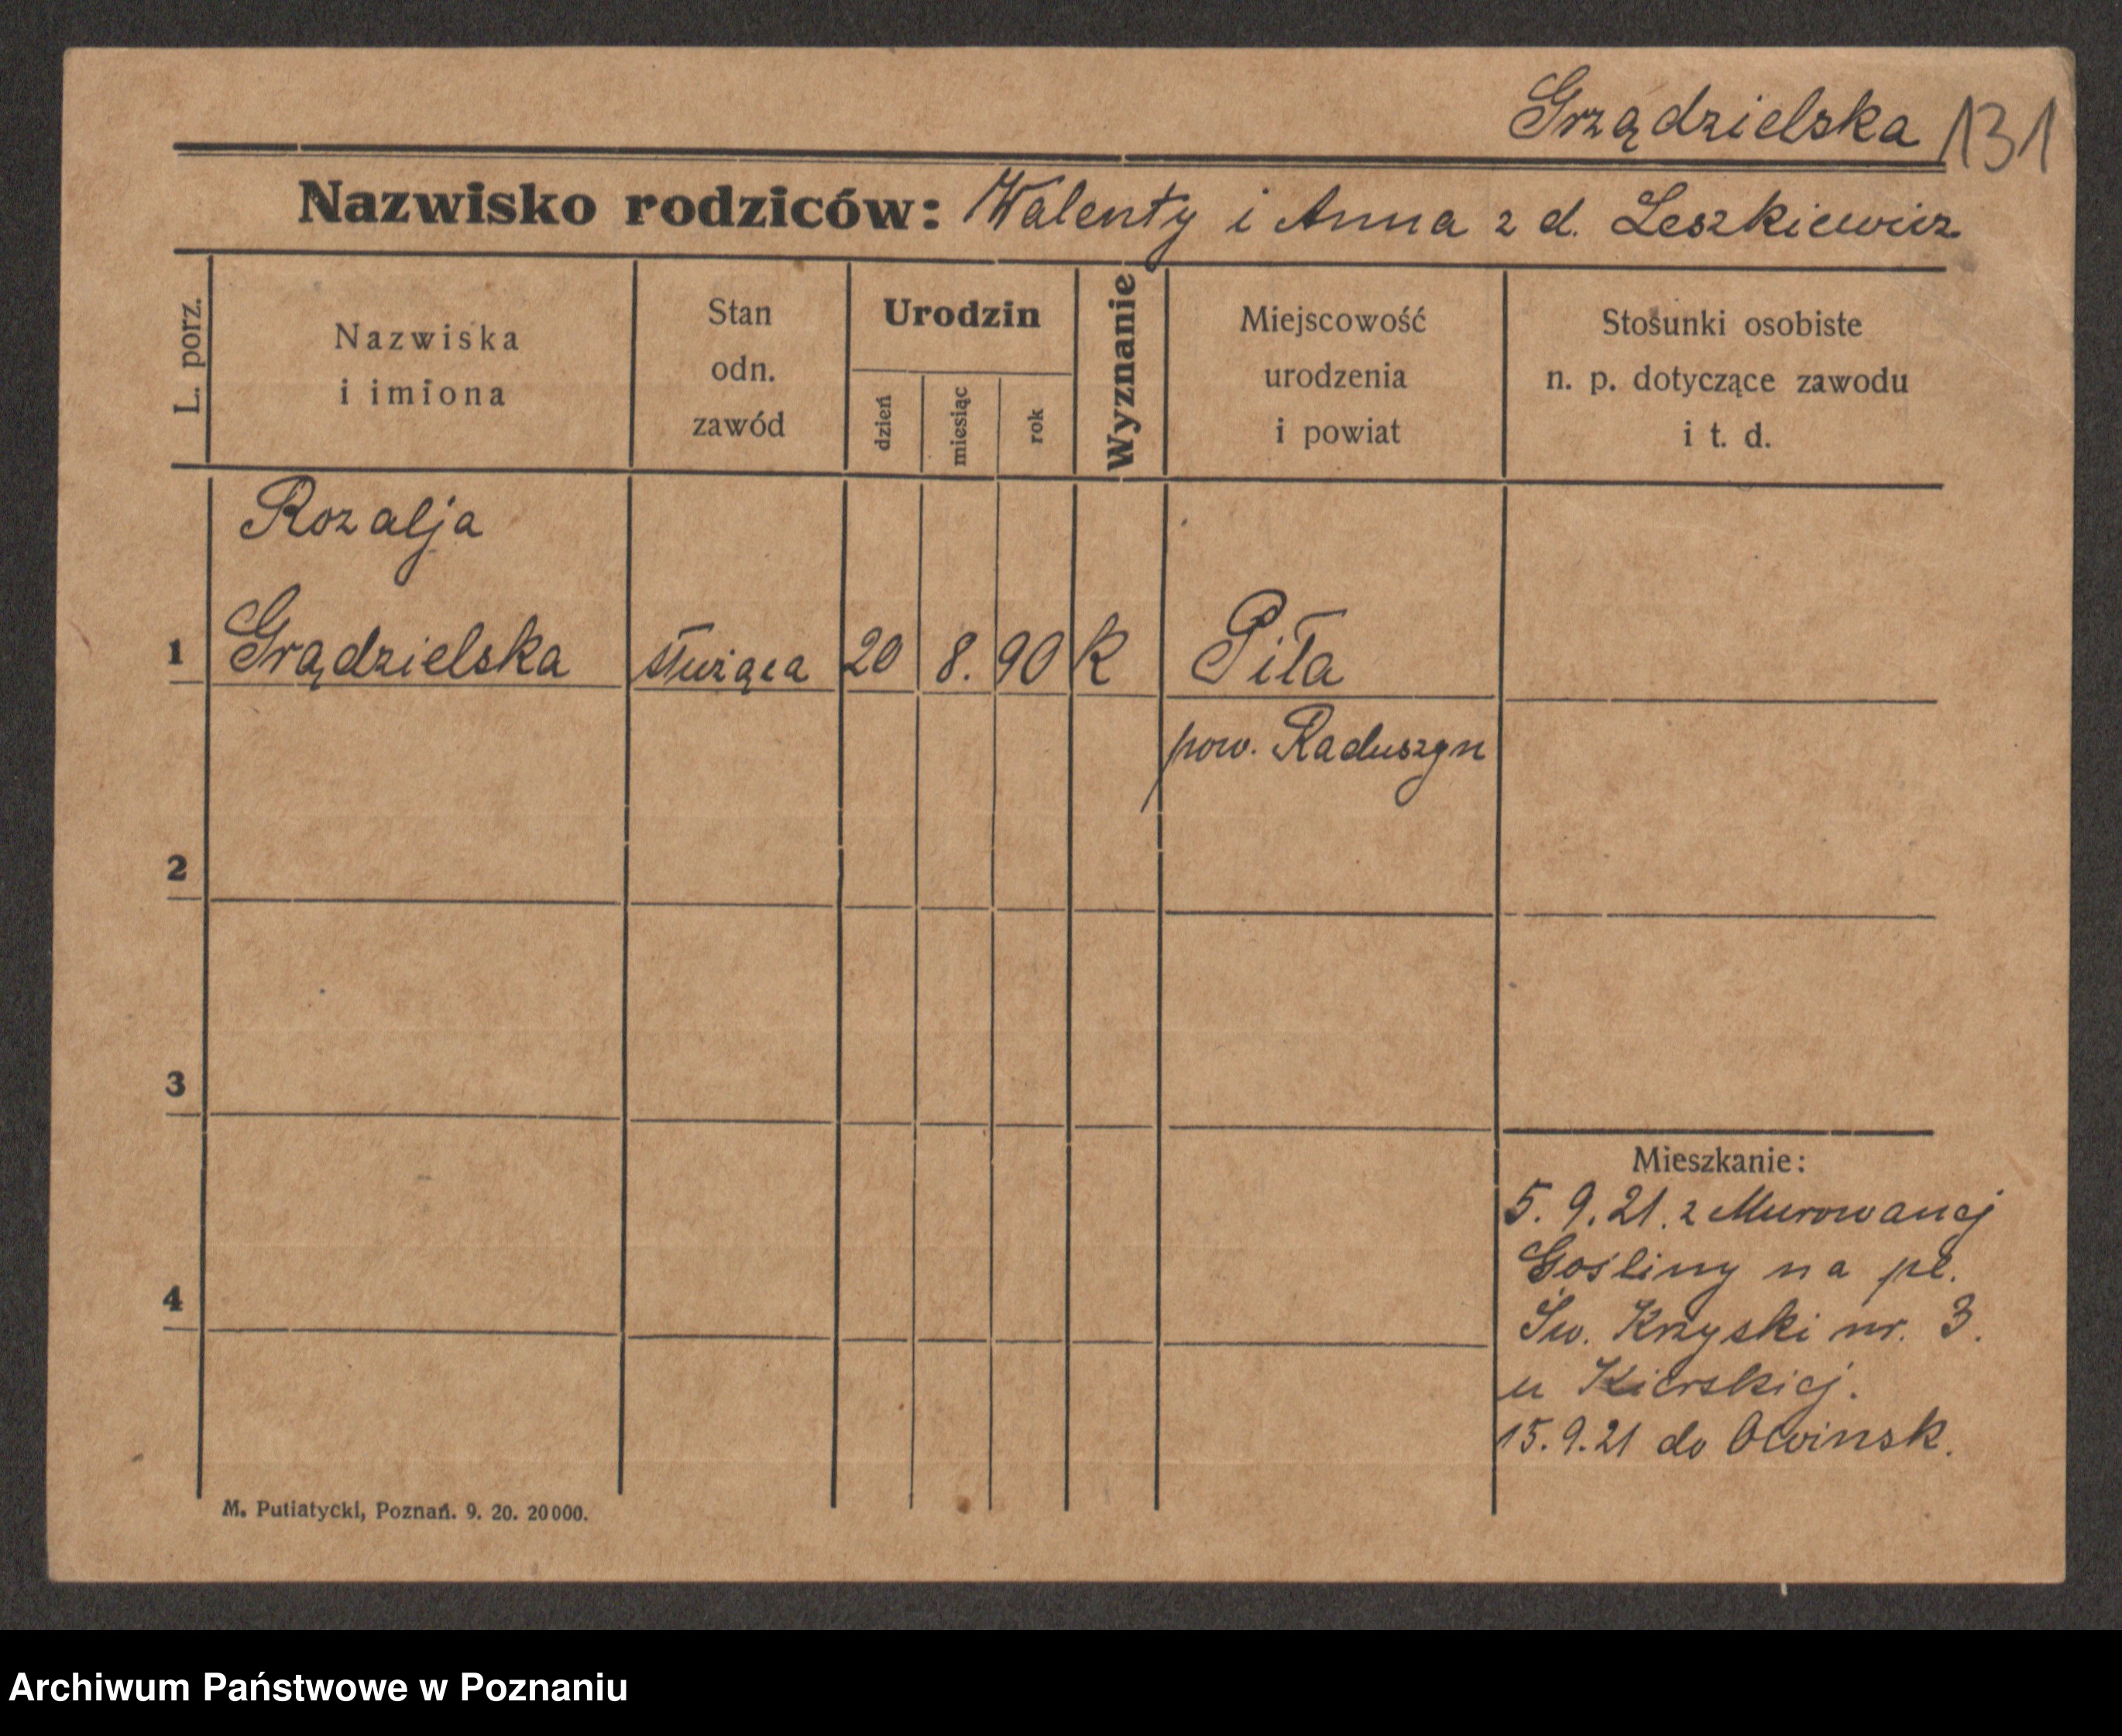 Grządzielska 131
Nazwisko rodziców: Walenty i Anna z d. Leszkiewicz
L. porz.
Nazwiska
i imiona
Stan
odn.
zawód
Urodzin
dzień
miesiąc
rok
Wyznanie
Miejscowość
urodzenia
i powiat
Stosunki osobiste
n. p. dotyczące zawodu
i t. d.
Rozalja
1 Grądzielska służąca 20 8. 90 k Piła
pow. Raduszyn
2
3
4
Mieszkanie:
5. 9. 21. z Murowanej
Gośliny na pl.
Św. Krzyski nr. 3.
u Kierskiej.
15. 9. 21 do Owinsk.
M. Putiatycki, Poznań. 9. 20. 20000.
Archiwum Państwowe w Poznaniu